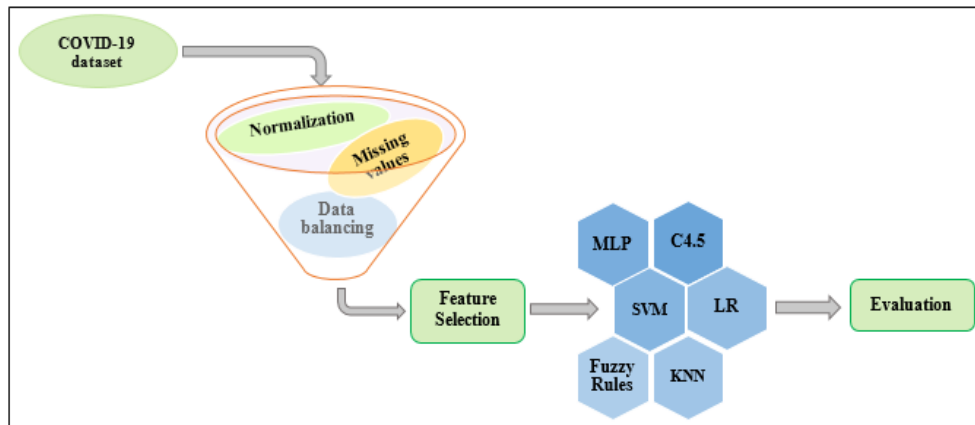 COVID-19
dataset
Normalization
Missing
values
Data
balancing
Feature
Selection
MLP
C4.5
SVM
LR
Fuzzy
Rules
KNN
Evaluation